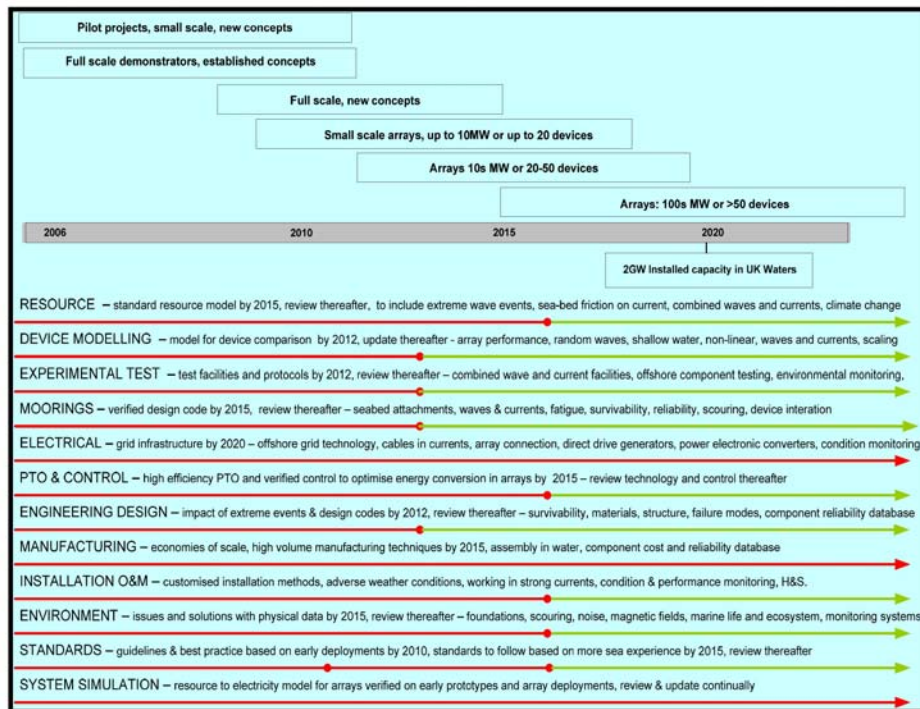 Pilot projects, small scale, new concepts
Full scale demonstrators, established concepts
Full scale, new concepts
Small scale arrays, up to 10MW or up to 20 devices
Arrays 10s MW or 20-50 devices
Arrays: 100s MW or >50 devices
2006 2010 2015 2020
2GW Installed capacity in UK Waters
RESOURCE – standard resource model by 2015, review thereafter, to include extreme wave events, sea-bed friction on current, combined waves and currents, climate change
DEVICE MODELLING – model for device comparison by 2012, update thereafter - array performance, random waves, shallow water, non-linear, waves and currents, scaling
EXPERIMENTAL TEST – test facilities and protocols by 2012, review thereafter – combined wave and current facilities, offshore component testing, environmental monitoring,
MOORINGS – verified design code by 2015, review thereafter – seabed attachments, waves & currents, fatigue, survivability, reliability, scouring, device interation
ELECTRICAL – grid infrastructure by 2020 – offshore grid technology, cables in currents, array connection, direct drive generators, power electronic converters, condition monitoring
PTO & CONTROL – high efficiency PTO and verified control to optimise energy conversion in arrays by 2015 – review technology and control thereafter
ENGINEERING DESIGN – impact of extreme events & design codes by 2012, review thereafter – survivability, materials, structure, failure modes, component reliability database
MANUFACTURING – economies of scale, high volume manufacturing techniques by 2015, assembly in water, component cost and reliability database
INSTALLATION O&M – customised installation methods, adverse weather conditions, working in strong currents, condition & performance monitoring, H&S.
ENVIRONMENT – issues and solutions with physical data by 2015, review thereafter – foundations, scouring, noise, magnetic fields, marine life and ecosystem, monitoring systems
STANDARDS – guidelines & best practice based on early deployments by 2010, standards to follow based on more sea experience by 2015, review thereafter
SYSTEM SIMULATION – resource to electricity model for arrays verified on early prototypes and array deployments, review & update continually